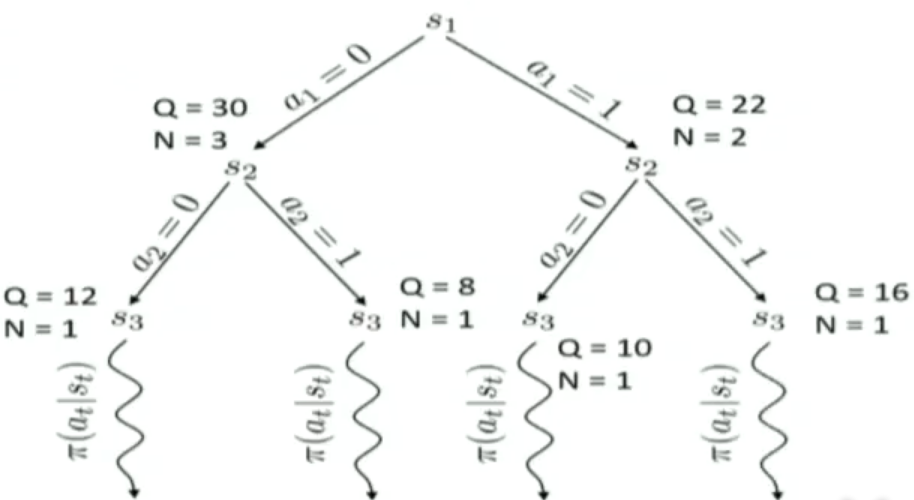 s₁
a₁ = 0
a₁ = 1
Q = 30
N = 3
Q = 22
N = 2
s₂
s₂
a₂ = 0
a₂ = 1
a₂ = 0
a₂ = 1
Q = 12
N = 1
s₃
s₃
Q = 8
N = 1
s₃
Q = 10
N = 1
s₃
Q = 16
N = 1
π(aₜ|sₜ)
π(aₜ|sₜ)
π(aₜ|sₜ)
π(aₜ|sₜ)